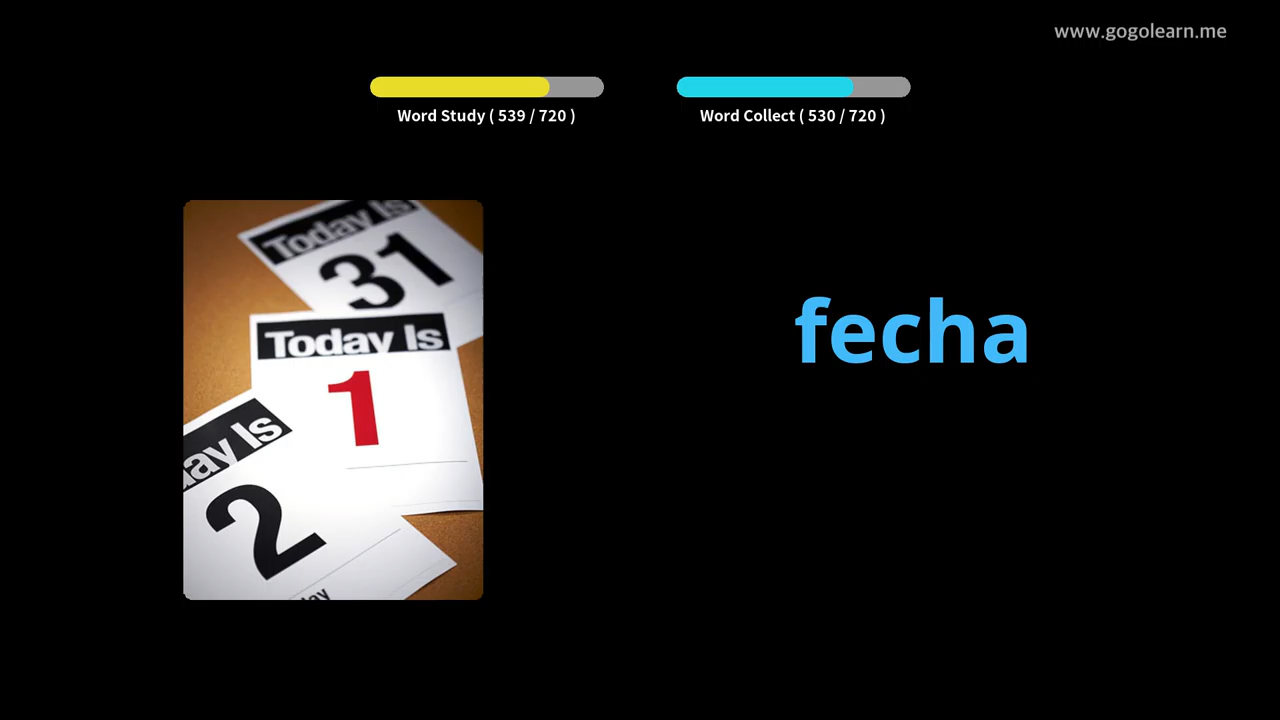 www.gogolearn.me
Word Study ( 539 / 720 )
Word Collect ( 530 / 720 )
Today Is
31
Today Is
1
fecha
ay Is
2